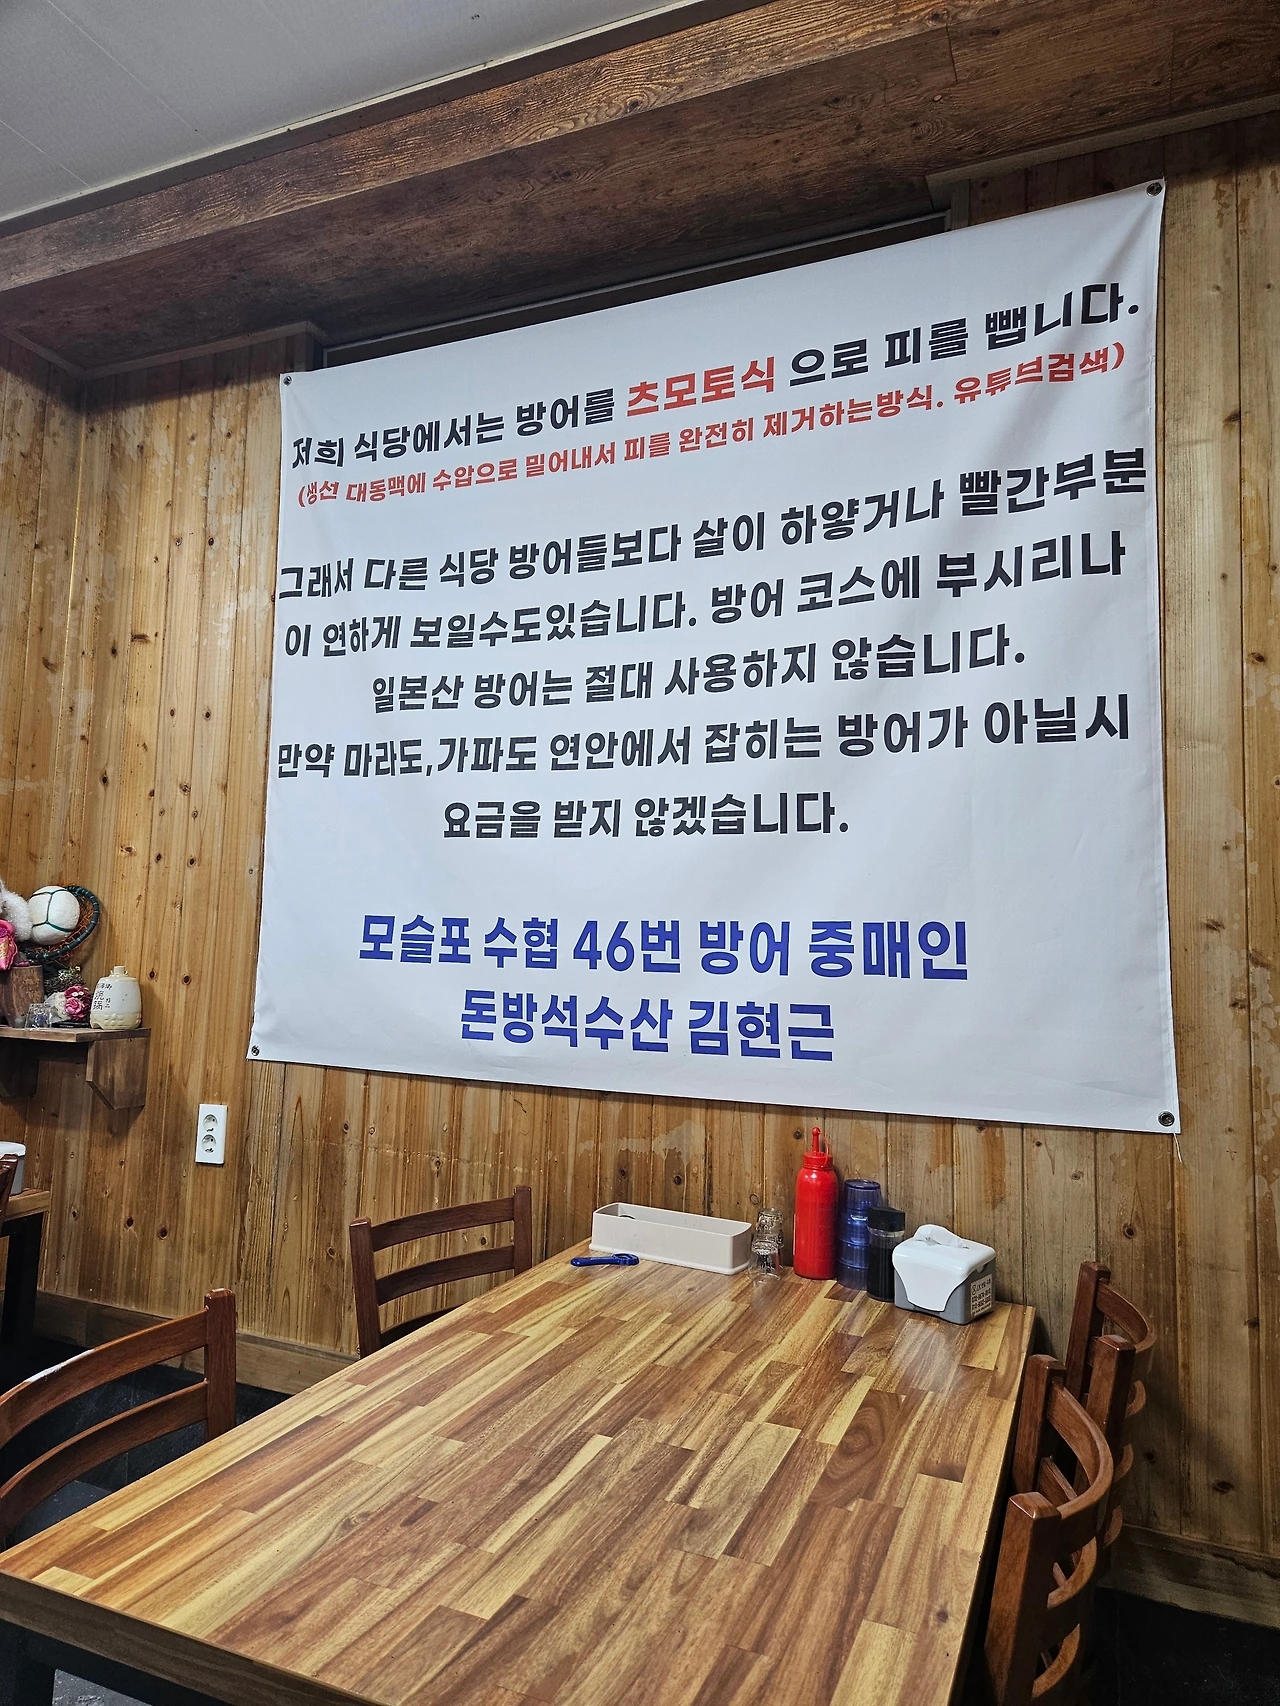 저희 식당에서는 방어를 츠모토식 으로 피를 뺍니다.
(생선 대동맥에 수압으로 밀어내서 피를 완전히 제거하는방식. 유튜브검색)
그래서 다른 식당 방어들보다 살이 하얗거나 빨간부분
이 연하게 보일수도있습니다. 방어 코스에 부시리나
일본산 방어는 절대 사용하지 않습니다.
만약 마라도,가파도 연안에서 잡히는 방어가 아닐시
요금을 받지 않겠습니다.
모슬포 수협 46번 방어 중매인
돈방석수산 김현근